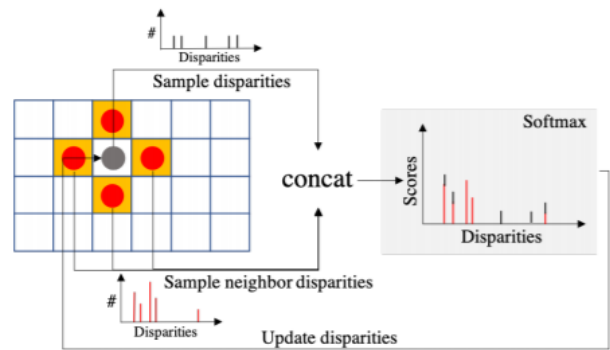 #
Disparities
Sample disparities
Softmax
concat
Scores
Disparities
Sample neighbor disparities
#
Disparities
Update disparities